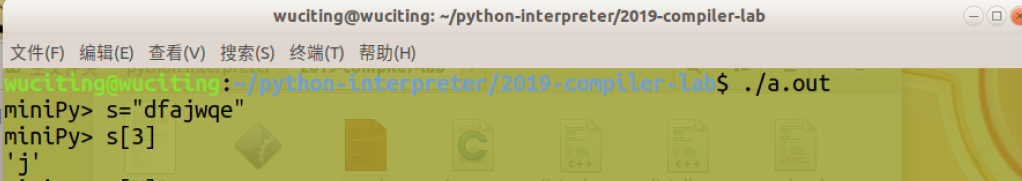 wuciting@wuciting: ~/python-interpreter/2019-compiler-lab
文件(F) 编辑(E) 查看(V) 搜索(S) 终端(T) 帮助(H)
wuciting@wuciting:~/python-interpreter/2019-compiler-lab$ ./a.out
miniPy> s="dfajwqe"
miniPy> s[3]
'j'